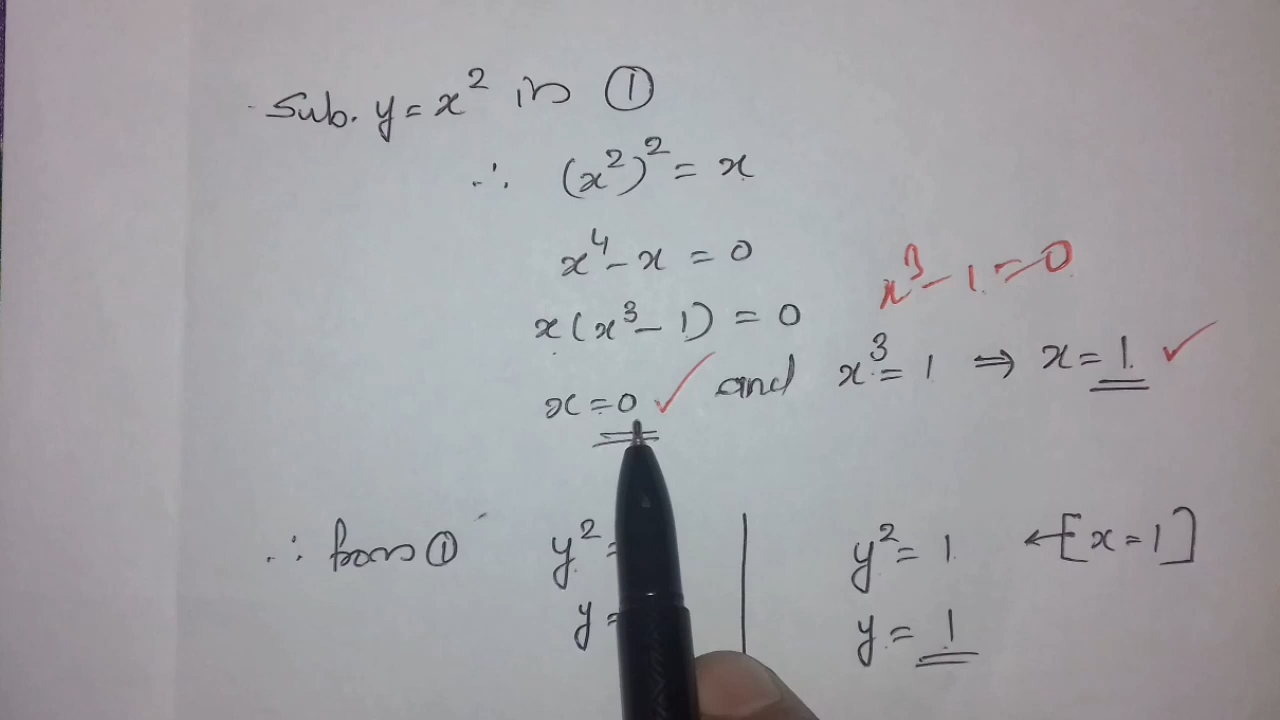 Sub. y = x² in ①
∴ (x²)² = x
x⁴ - x = 0
x(x³ - 1) = 0
x³ - 1 = 0
x = 0 ✓ and x³ = 1 ⇒ x = 1 ✓
∴ from ① y² = | y² = 1 ← [x = 1]
y = | y = 1